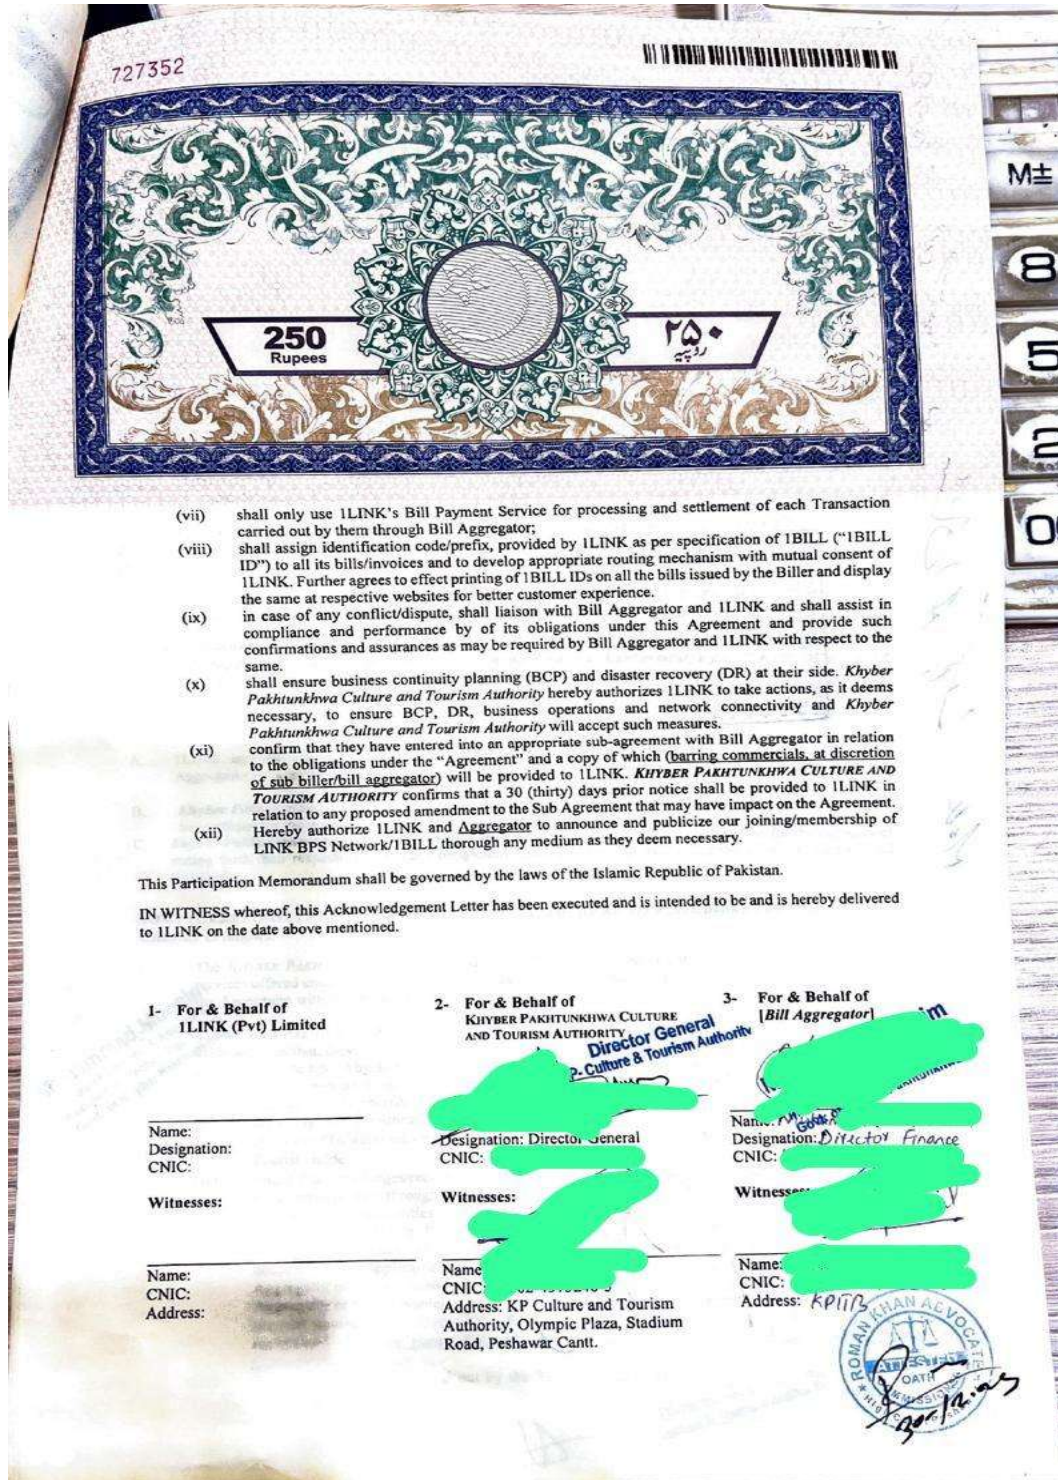 727352
250
Rupees
۲۵۰
روپیہ
M±
8
5
2
0
(vii) shall only use 1LINK's Bill Payment Service for processing and settlement of each Transaction
carried out by them through Bill Aggregator;
(viii) shall assign identification code/prefix, provided by 1LINK as per specification of 1BILL ("1BILL
ID") to all its bills/invoices and to develop appropriate routing mechanism with mutual consent of
1LINK. Further agrees to effect printing of 1BILL IDs on all the bills issued by the Biller and display
the same at respective websites for better customer experience.
(ix) in case of any conflict/dispute, shall liaison with Bill Aggregator and 1LINK and shall assist in
compliance and performance by of its obligations under this Agreement and provide such
confirmations and assurances as may be required by Bill Aggregator and 1LINK with respect to the
same.
(x) shall ensure business continuity planning (BCP) and disaster recovery (DR) at their side. Khyber
Pakhtunkhwa Culture and Tourism Authority hereby authorizes 1LINK to take actions, as it deems
necessary, to ensure BCP, DR, business operations and network connectivity and Khyber
Pakhtunkhwa Culture and Tourism Authority will accept such measures.
(xi) confirm that they have entered into an appropriate sub-agreement with Bill Aggregator in relation
to the obligations under the "Agreement" and a copy of which (barring commercials, at discretion
of sub biller/bill aggregator) will be provided to 1LINK. KHYBER PAKHTUNKHWA CULTURE AND
TOURISM AUTHORITY confirms that a 30 (thirty) days prior notice shall be provided to 1LINK in
relation to any proposed amendment to the Sub Agreement that may have impact on the Agreement.
(xii) Hereby authorize 1LINK and Aggregator to announce and publicize our joining/membership of
LINK BPS Network/1BILL thorough any medium as they deem necessary.
This Participation Memorandum shall be governed by the laws of the Islamic Republic of Pakistan.
IN WITNESS whereof, this Acknowledgement Letter has been executed and is intended to be and is hereby delivered
to 1LINK on the date above mentioned.
1- For & Behalf of
1LINK (Pvt) Limited
Name:
Designation:
CNIC:
Witnesses:
Name:
CNIC:
Address:
2- For & Behalf of
KHYBER PAKHTUNKHWA CULTURE
AND TOURISM AUTHORITY
Director General
P- Culture & Tourism Authority
Designation: Director General
CNIC:
Witnesses:
Name
CNIC:
Address: KP Culture and Tourism
Authority, Olympic Plaza, Stadium
Road, Peshawar Cantt.
3- For & Behalf of
[Bill Aggregator]
Designation: Director Finance
CNIC:
Witnesses:
Name:
CNIC:
Address: KPITB
ROMAN KHAN ADVOCATE
ATTESTED
OATH
COMMISSIONER